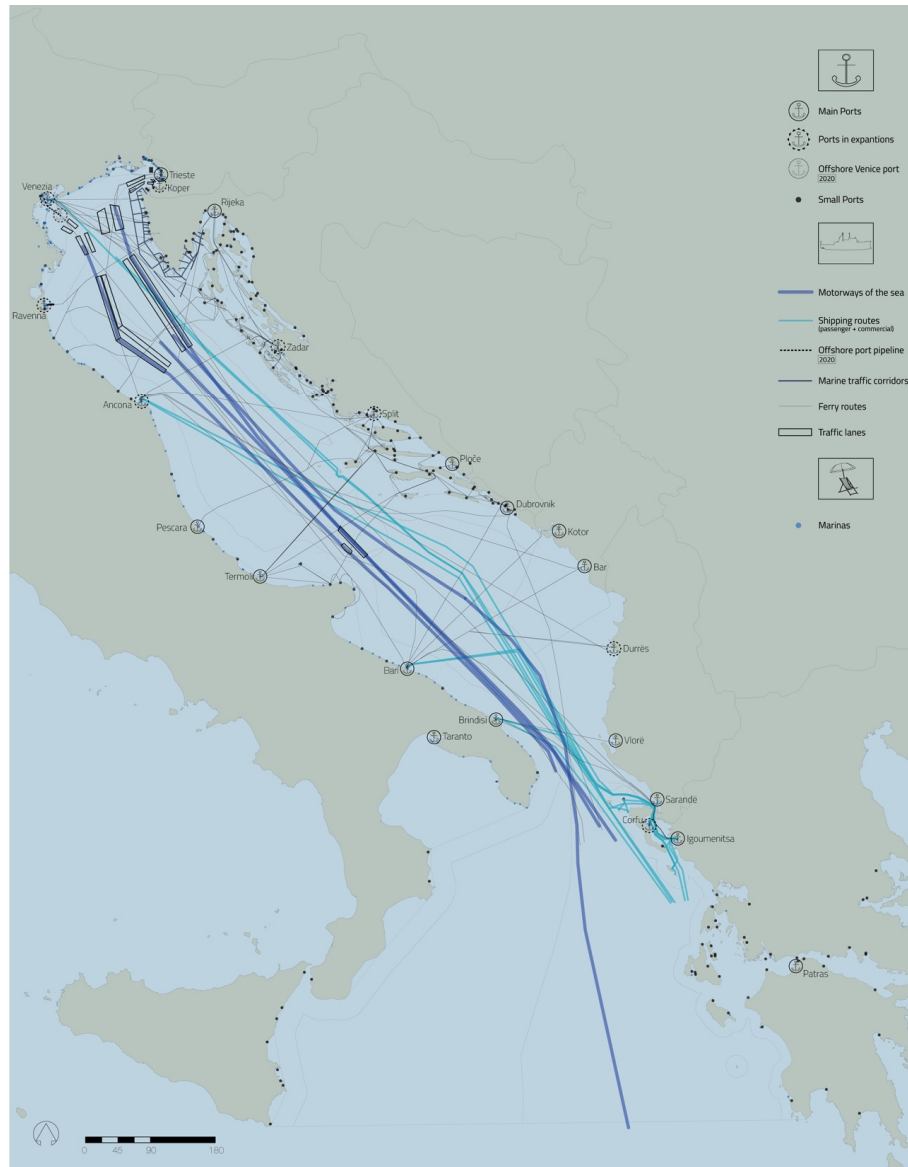 Main Ports
Ports in expantions
Offshore Venice port
2020
Small Ports
Motorways of the sea
Shipping routes
(passenger + commercial)
Offshore port pipeline
2020
Marine traffic corridors
Ferry routes
Traffic lanes
Marinas
Trieste
Koper
Venezia
Rijeka
Ravenna
Zadar
Ancona
Split
Ploče
Dubrovnik
Pescara
Kotor
Bar
Termoli
Durrës
Bari
Brindisi
Taranto
Vlorë
Sarandë
Corfu
Igoumenitsa
Patras
0 45 90 180